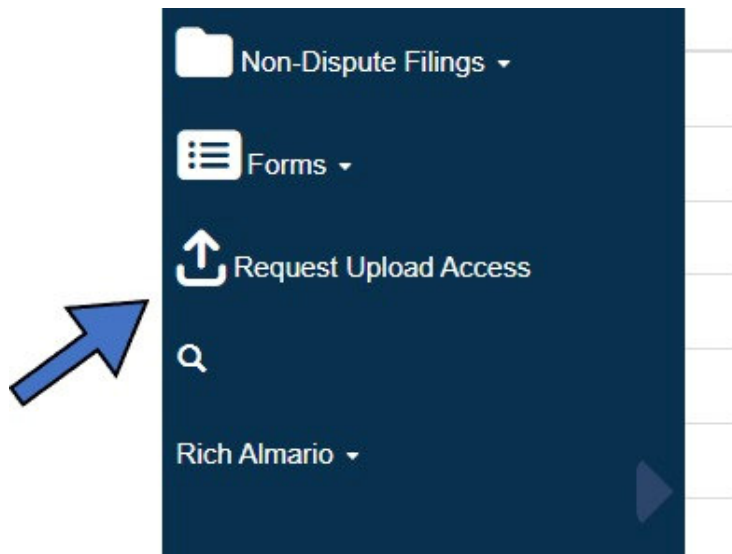 Non-Dispute Filings
Forms
Request Upload Access
Rich Almario